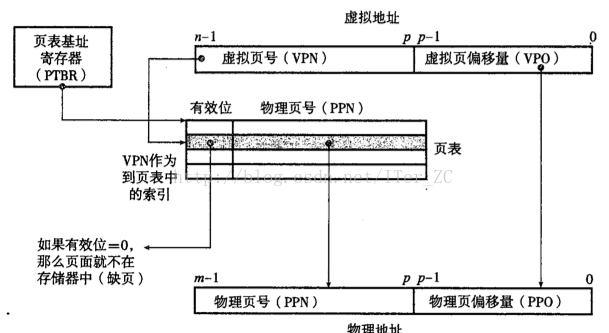 虚拟地址
n-1 p p-1 0
页表基址
寄存器
(PTBR)
虚拟页号(VPN) 虚拟页偏移量(VPO)
有效位 物理页号(PPN)
页表
VPN作为
到页表中
的索引
http://blog.csdn.net/ITer_ZC
如果有效位=0,
那么页面就不在
存储器中(缺页)
m-1 p p-1 0
物理页号(PPN) 物理页偏移量(PPO)
物理地址